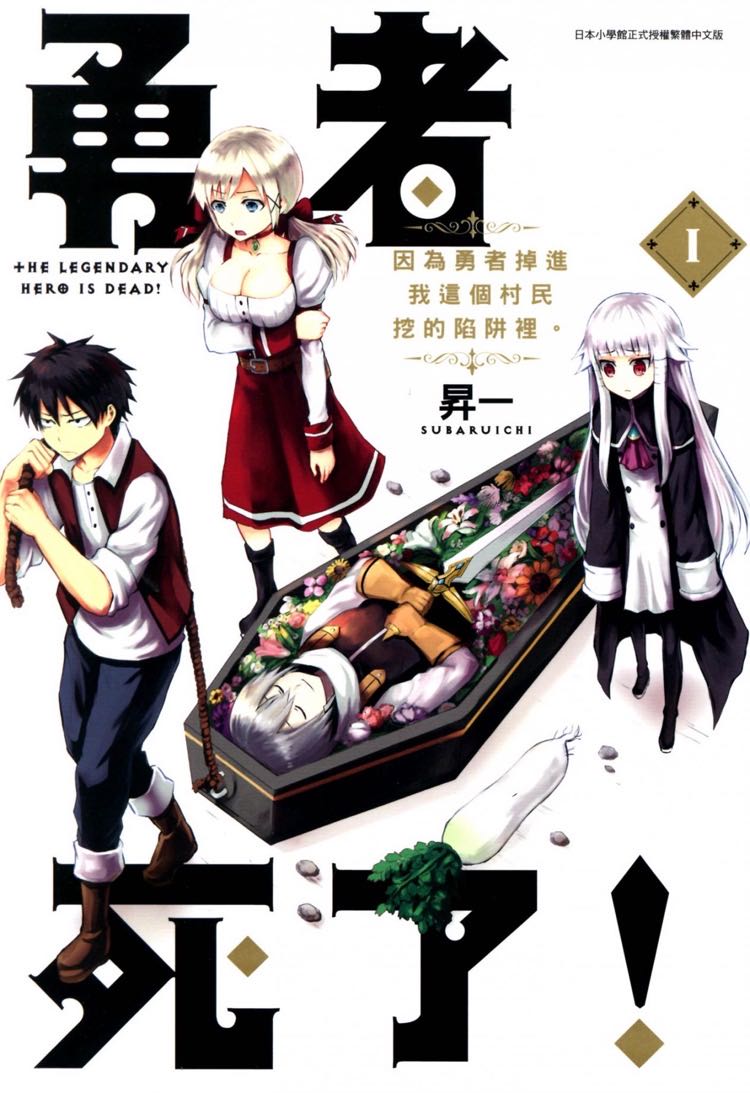 日本小學館正式授權繁體中文版
勇者
THE LEGENDARY
HERO IS DEAD!
I
因為勇者掉進
我這個村民
挖的陷阱裡。
昇一
SUBARUICHI
死了！